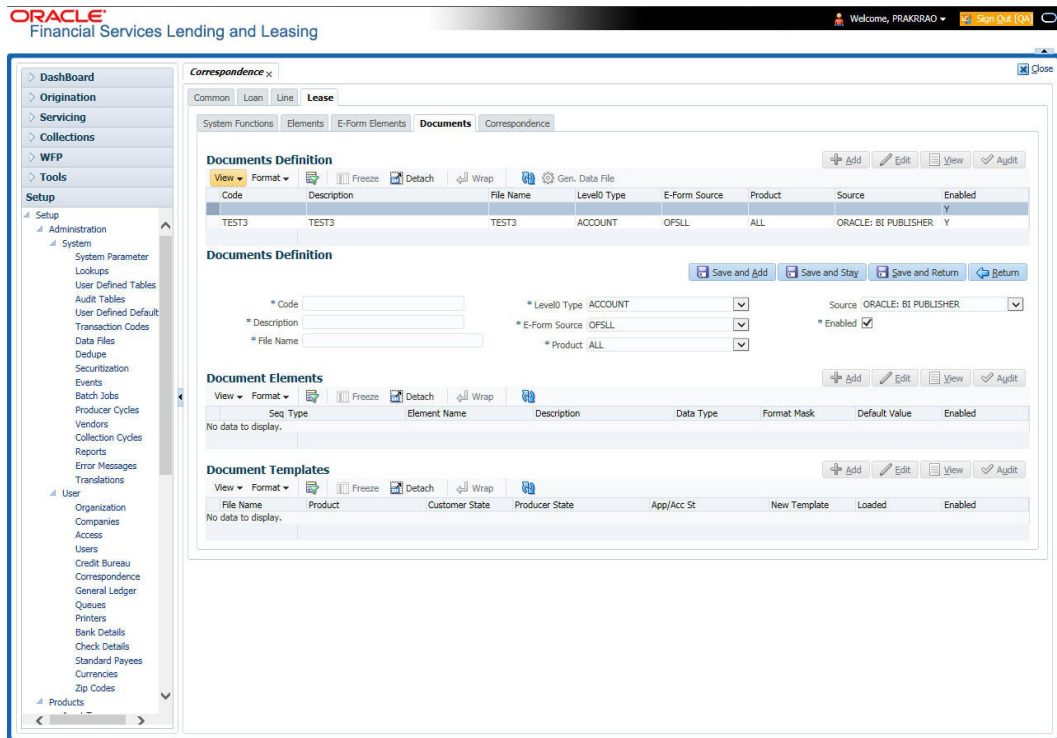 ORACLE'
Financial Services Lending and Leasing
Welcome, PRAKRRAO
Sign Out [QA]
Close
DashBoard
Origination
Servicing
Collections
WFP
Tools
Setup
Setup
Administration
System
System Parameter
Lookups
User Defined Tables
Audit Tables
User Defined Default
Transaction Codes
Data Files
Dedupe
Securitization
Events
Batch Jobs
Producer Cycles
Vendors
Collection Cycles
Reports
Error Messages
Translations
User
Organization
Companies
Access
Users
Credit Bureau
Correspondence
General Ledger
Queues
Printers
Bank Details
Check Details
Standard Payees
Currencies
Zip Codes
Products
Correspondence x
Common Loan Line Lease
System Functions Elements E-Form Elements Documents Correspondence
Documents Definition
Add Edit View Audit
View Format Freeze Detach Wrap Gen. Data File
Code Description File Name Level0 Type E-Form Source Product Source Enabled
Y
TEST3 TEST3 TEST3 ACCOUNT OFSLL ALL ORACLE: BI PUBLISHER Y
Documents Definition
Save and Add Save and Stay Save and Return Return
* Code * Level0 Type ACCOUNT Source ORACLE: BI PUBLISHER
* Description * E-Form Source OFSLL * Enabled
* File Name * Product ALL
Document Elements
Add Edit View Audit
View Format Freeze Detach Wrap
Seq Type Element Name Description Data Type Format Mask Default Value Enabled
No data to display.
Document Templates
Add Edit View Audit
View Format Freeze Detach Wrap
File Name Product Customer State Producer State App/Acc St New Template Loaded Enabled
No data to display.